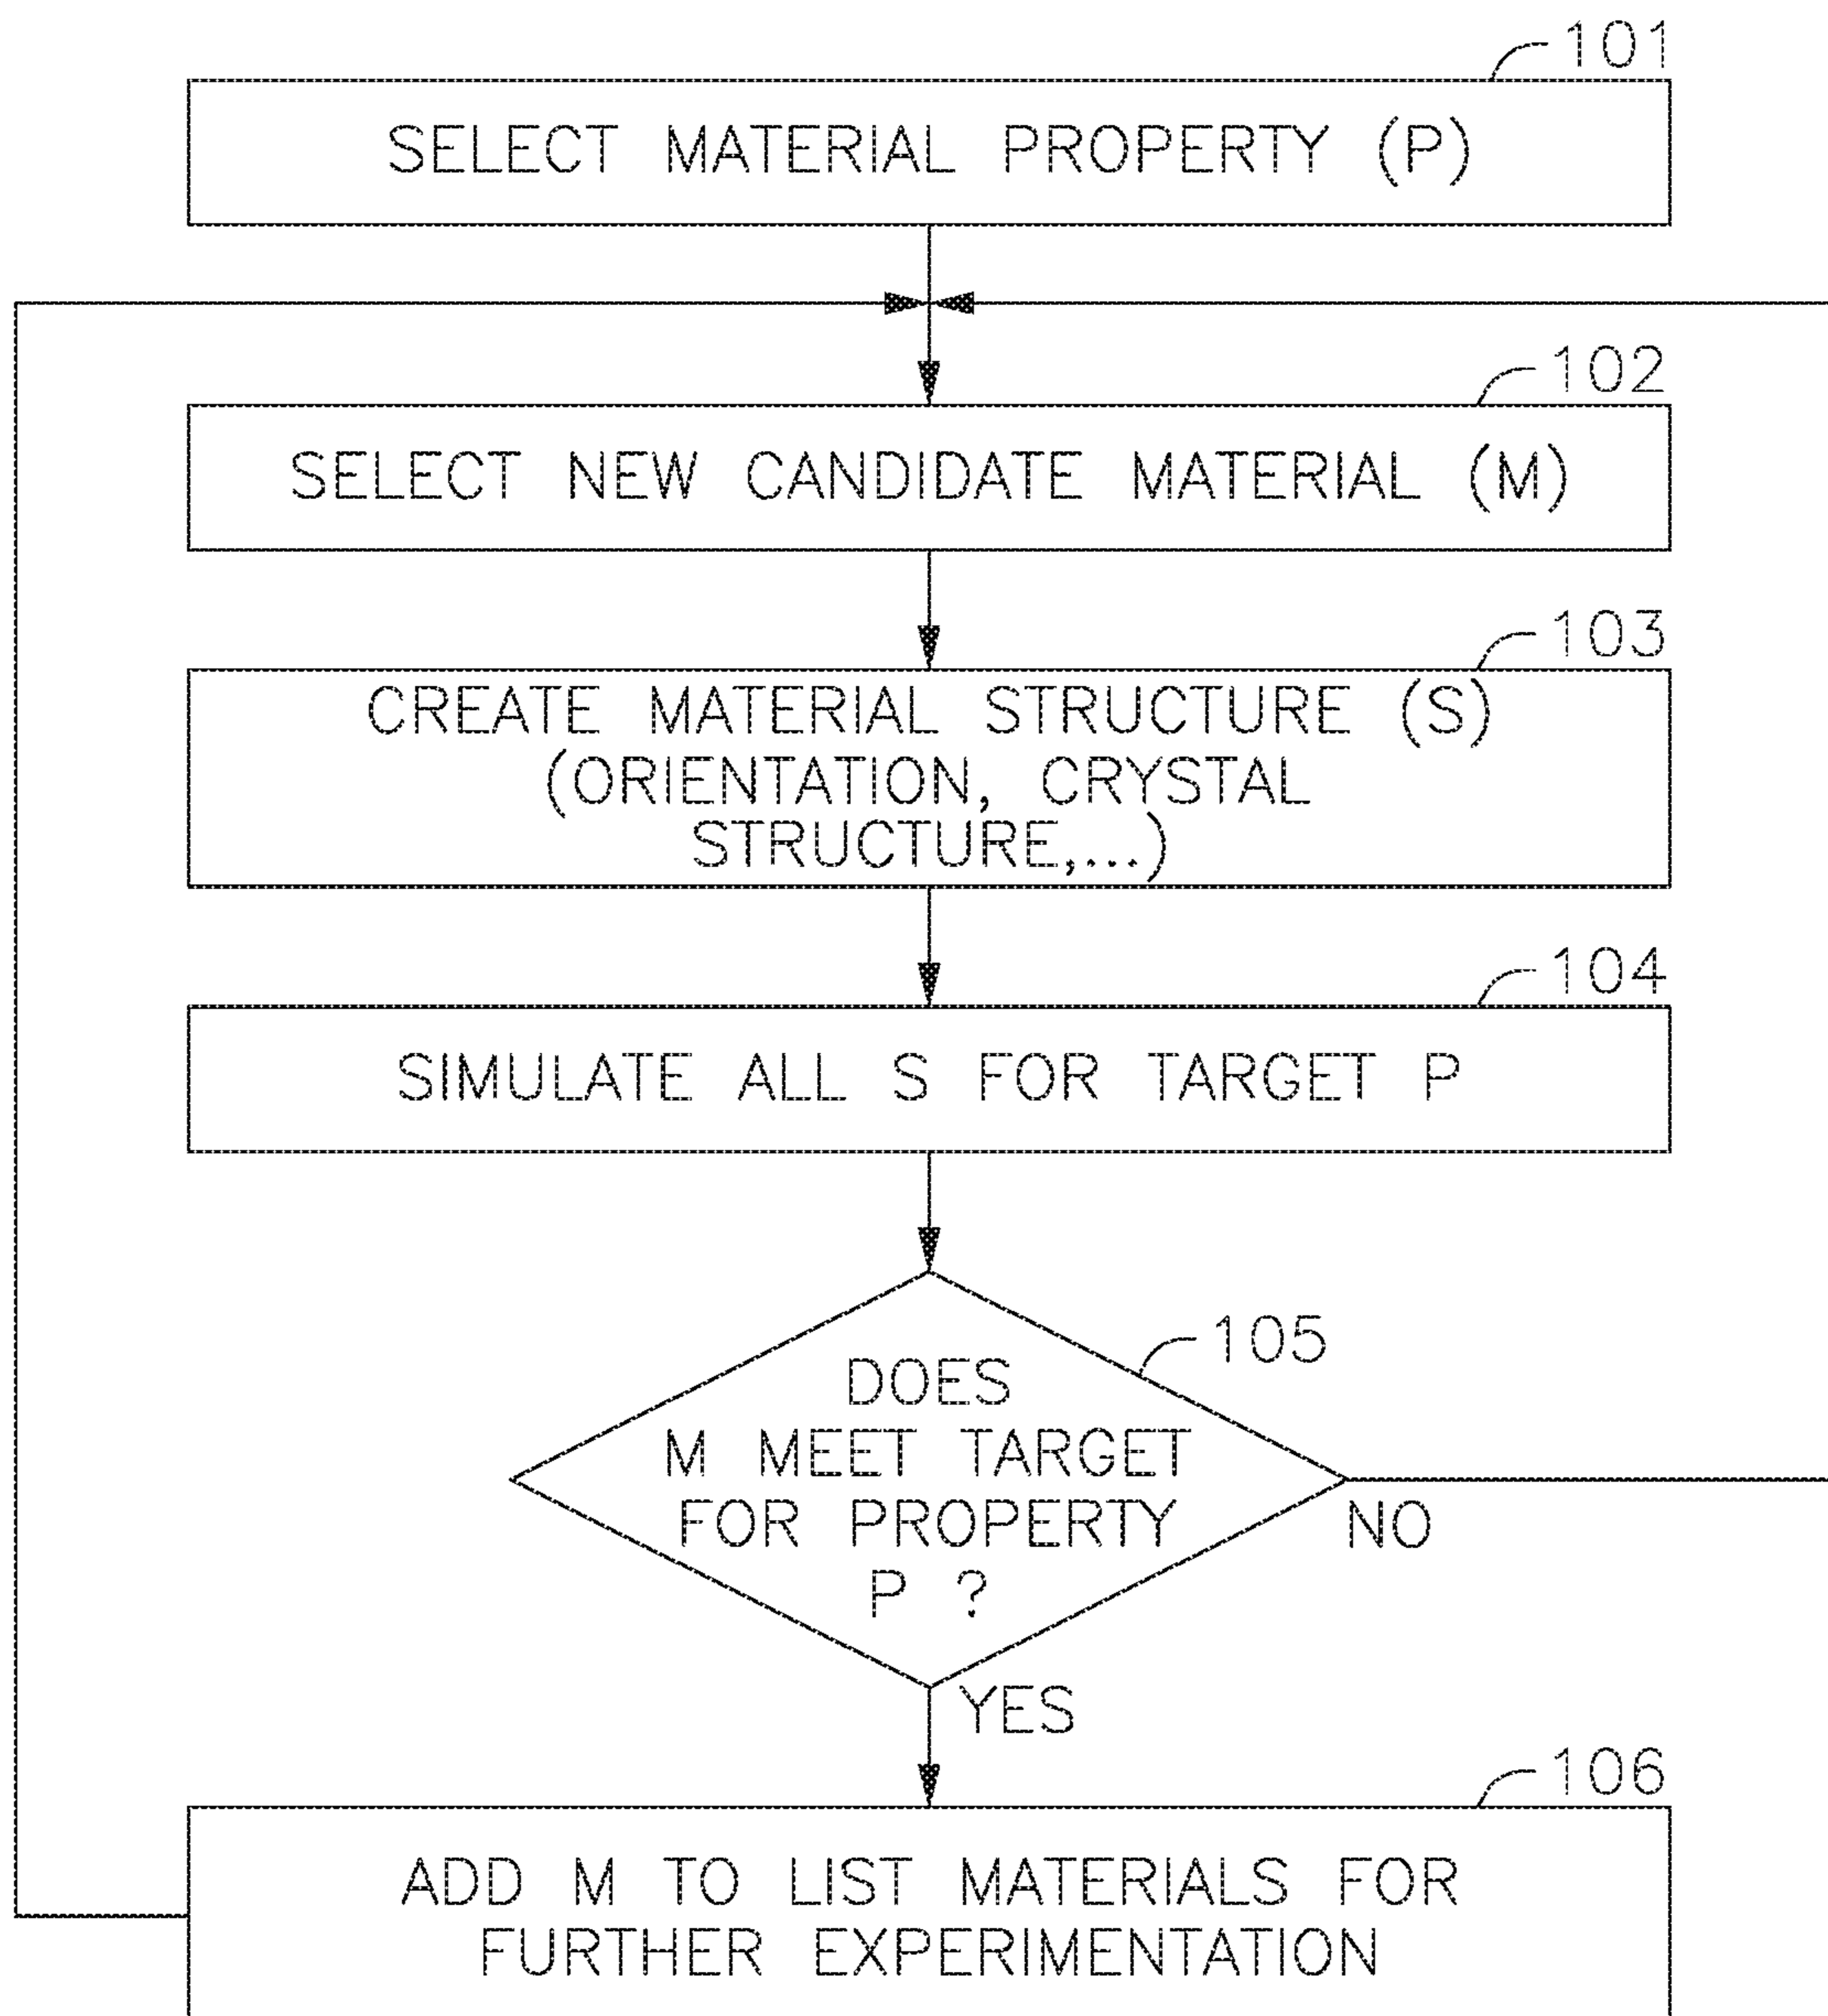 101
SELECT MATERIAL PROPERTY (P)
102
SELECT NEW CANDIDATE MATERIAL (M)
103
CREATE MATERIAL STRUCTURE (S)
(ORIENTATION, CRYSTAL
STRUCTURE,...)
104
SIMULATE ALL S FOR TARGET P
105
DOES
M MEET TARGET
FOR PROPERTY
P ?
NO
YES
106
ADD M TO LIST MATERIALS FOR
FURTHER EXPERIMENTATION